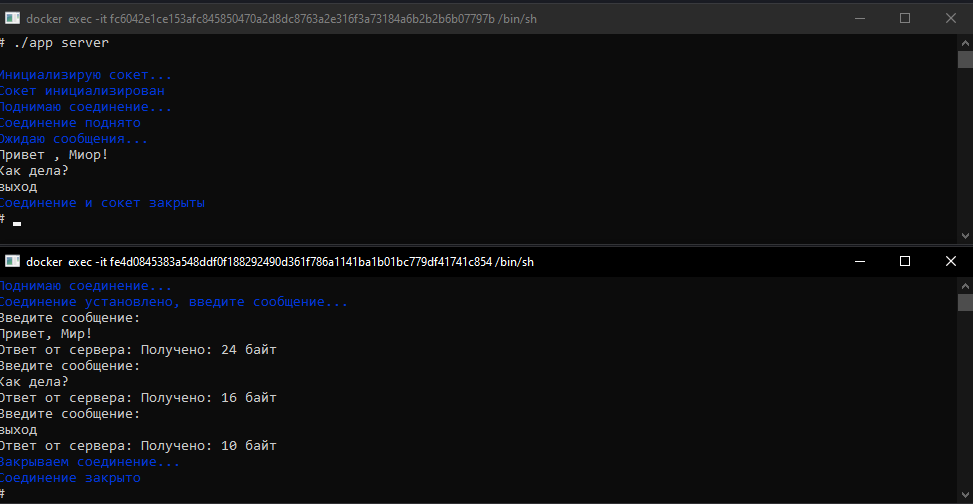 docker exec -it fc6042e1ce153afc845850470a2d8dc8763a2e316f3a73184a6b2b2b6b07797b /bin/sh
# ./app server
Инициализирую сокет...
Сокет инициализирован
Поднимаю соединение...
Соединение поднято
Ожидаю сообщения...
Привет , Миор!
Как дела?
выход
Соединение и сокет закрыты
#
docker exec -it fe4d0845383a548ddf0f188292490d361f786a1141ba1b01bc779df41741c854 /bin/sh
Поднимаю соединение...
Соединение установлено, введите сообщение...
Введите сообщение:
Привет, Мир!
Ответ от сервера: Получено: 24 байт
Введите сообщение:
Как дела?
Ответ от сервера: Получено: 16 байт
Введите сообщение:
выход
Ответ от сервера: Получено: 10 байт
Закрываем соединение...
Соединение закрыто
#